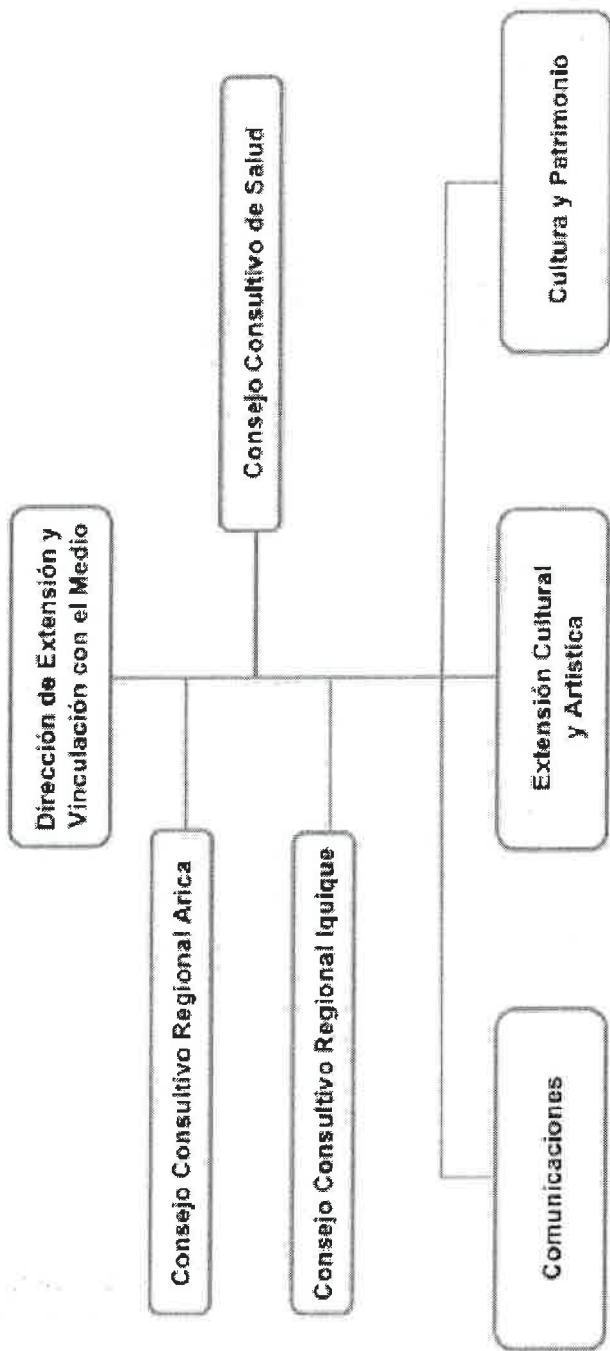 Dirección de Extensión y
Vinculación con el Medio
Consejo Consultivo Regional Arica
Consejo Consultivo de Salud
Consejo Consultivo Regional Iquique
Comunicaciones
Extensión Cultural
y Artística
Cultura y Patrimonio